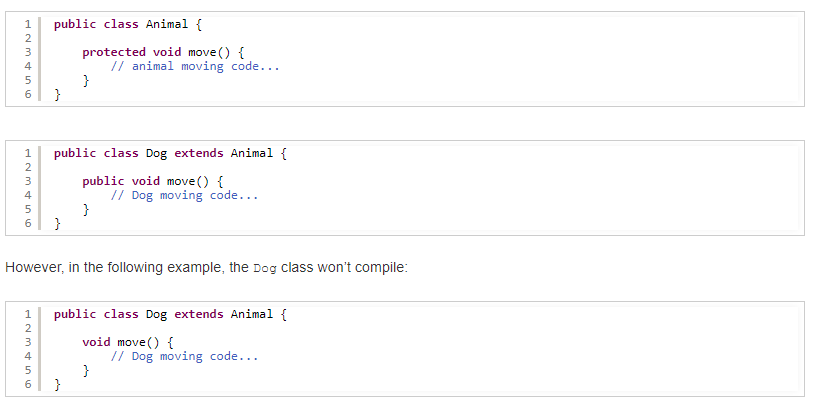 1 public class Animal {
2
3     protected void move() {
4         // animal moving code...
5     }
6 }
1 public class Dog extends Animal {
2
3     public void move() {
4         // Dog moving code...
5     }
6 }
However, in the following example, the Dog class won’t compile:
1 public class Dog extends Animal {
2
3     void move() {
4         // Dog moving code...
5     }
6 }